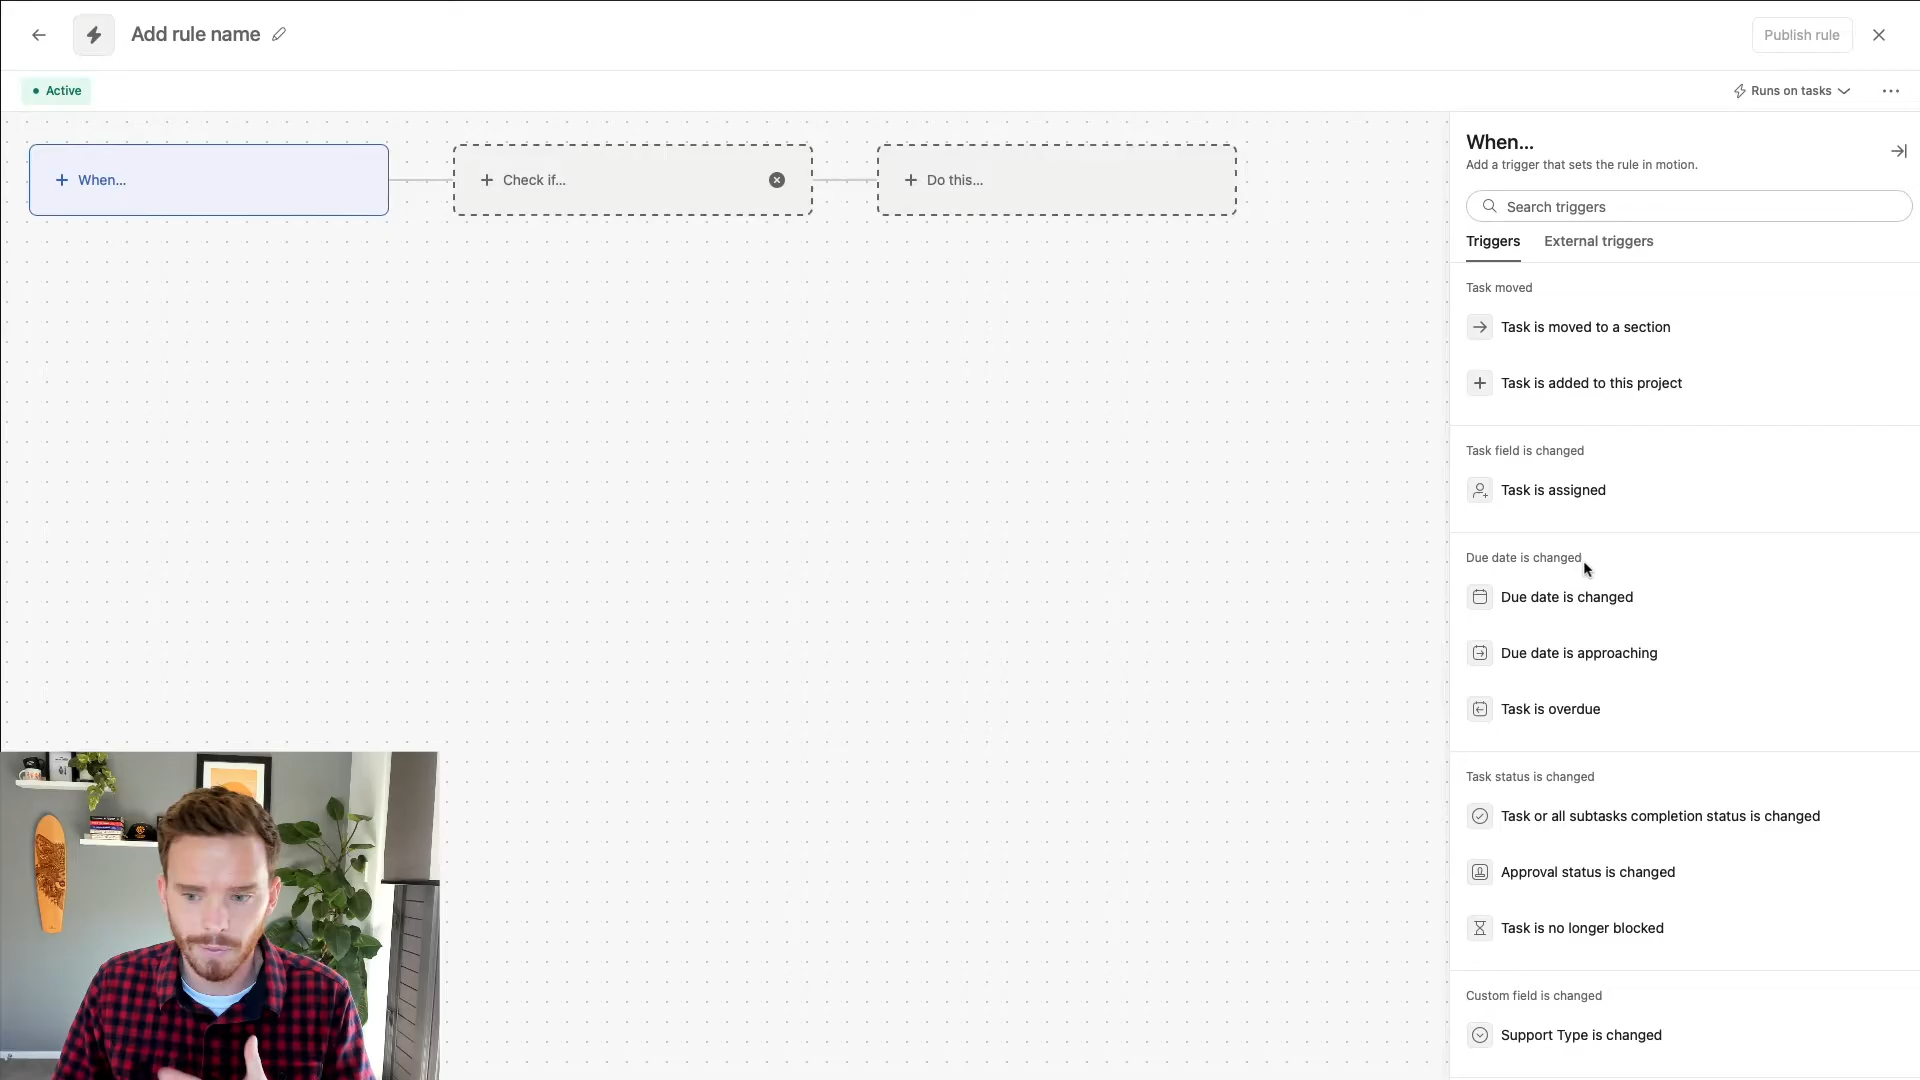 Add rule name
Publish rule
Active
Runs on tasks
When...
Check if...
Do this...
When...
Add a trigger that sets the rule in motion.
Search triggers
Triggers
External triggers
Task moved
Task is moved to a section
Task is added to this project
Task field is changed
Task is assigned
Due date is changed
Due date is changed
Due date is approaching
Task is overdue
Task status is changed
Task or all subtasks completion status is changed
Approval status is changed
Task is no longer blocked
Custom field is changed
Support Type is changed